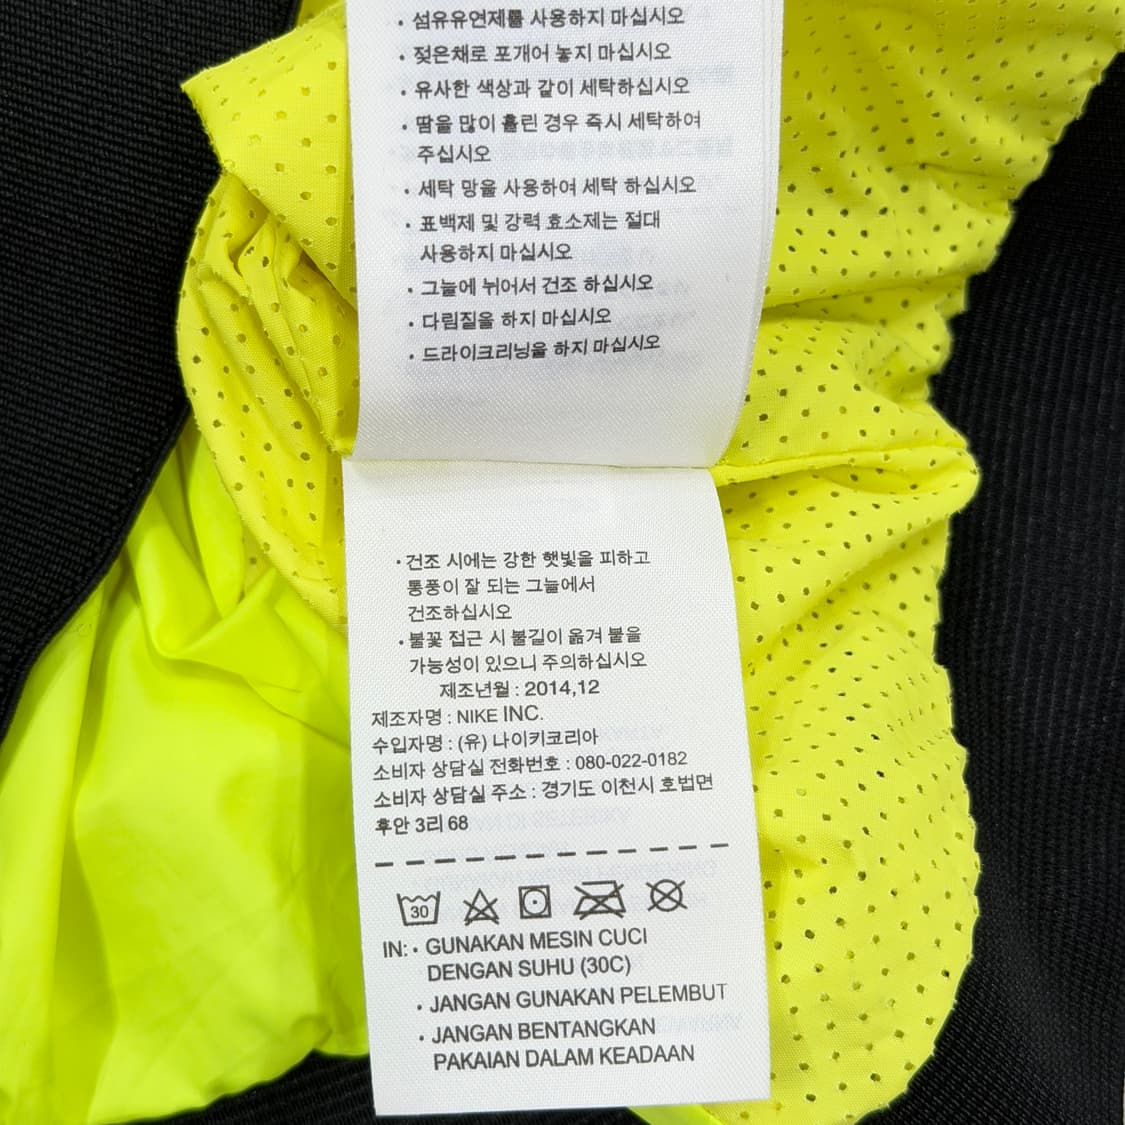 • 섬유유연제를 사용하지 마십시오
• 젖은채로 포개어 놓지 마십시오
• 유사한 색상과 같이 세탁하십시오
• 땀을 많이 흘린 경우 즉시 세탁하여
주십시오
• 세탁 망을 사용하여 세탁 하십시오
• 표백제 및 강력 효소제는 절대
사용하지 마십시오
• 그늘에 뉘어서 건조 하십시오
• 다림질을 하지 마십시오
• 드라이크리닝을 하지 마십시오
• 건조 시에는 강한 햇빛을 피하고
통풍이 잘 되는 그늘에서
건조하십시오
• 불꽃 접근 시 불길이 옮겨 붙을
가능성이 있으니 주의하십시오
제조년월 : 2014,12
제조자명 : NIKE INC.
수입자명 : (유) 나이키코리아
소비자 상담실 전화번호 : 080-022-0182
소비자 상담실 주소 : 경기도 이천시 호법면
후안 3리 68
30
IN: • GUNAKAN MESIN CUCI
DENGAN SUHU (30C)
• JANGAN GUNAKAN PELEMBUT
• JANGAN BENTANGKAN
PAKAIAN DALAM KEADAAN